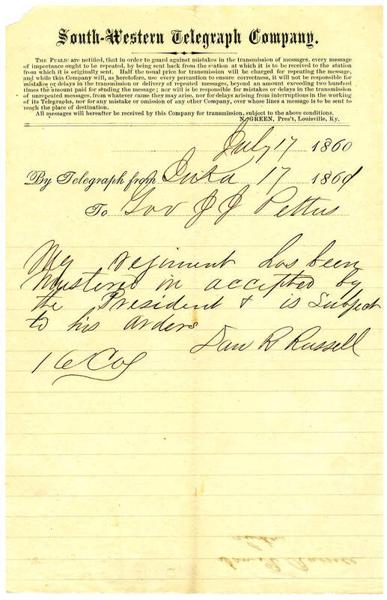 South-Western Telegraph Company.
THE PUBLIC are notified, that in order to guard against mistakes in the transmission of messages, every message
of importance ought to be repeated, by being sent back from the station at which it is to be received to the station
from which it is originally sent. Half the usual price for transmission will be charged for repeating the message,
and while this Company will, as heretofore, use every precaution to ensure correctness, it will not be responsible for
mistakes or delays in the transmission or delivery of repeated messages, beyond an amount exceeding two hundred
times the amount paid for sending the message; nor will it be responsible for mistakes or delays in the transmission
of unrepeated messages, from whatever cause they may arise, nor for delays arising from interruptions in the working
of its Telegraphs, nor for any mistake or omission of any other Company, over whose lines a message is to be sent to
reach the place of destination.
All messages will hereafter be received by this Company for transmission, subject to the above conditions.
N. GREEN, Pres't, Louisville, Ky.
July 17 1860
By Telegraph from Iuka 17 1861
To Gov J J Pettus
My regiment has been
mustered in accepted by
the President & is subject
to his orders
Dan R Russell
16 Col